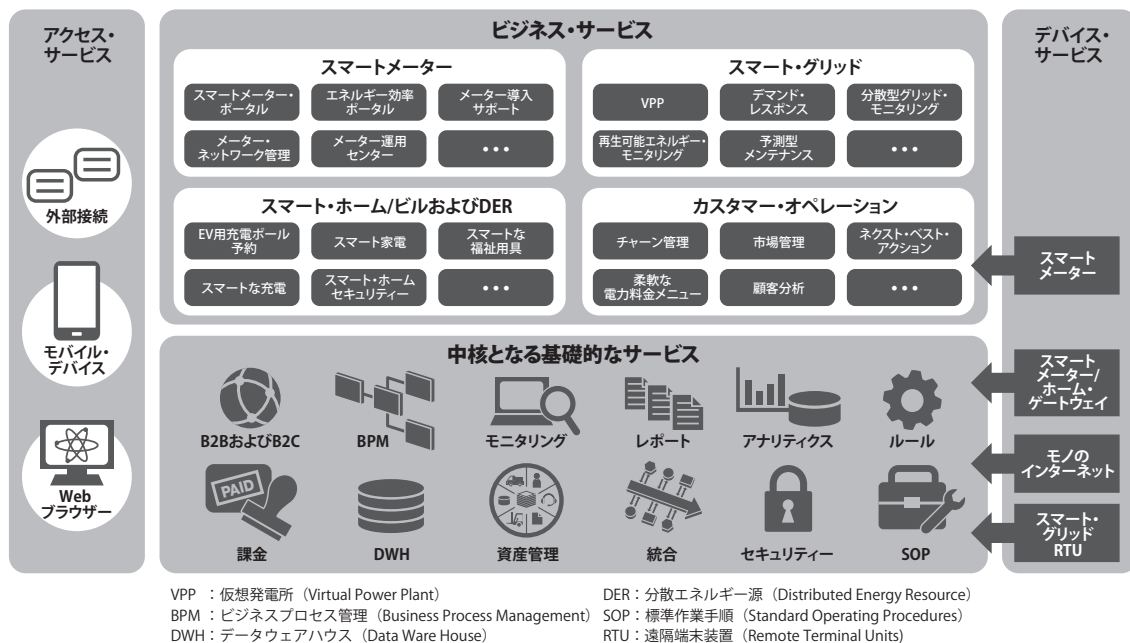 アクセス・
サービス
外部接続
モバイル・
デバイス
Web
ブラウザー
ビジネス・サービス
スマートメーター
スマートメーター・
ポータル
エネルギー効率
ポータル
メーター導入
サポート
メーター・
ネットワーク管理
メーター運用
センター
•••
スマート・グリッド
VPP
デマンド・
レスポンス
分散型グリッド・
モニタリング
再生可能エネルギー・
モニタリング
予測型
メンテナンス
•••
スマート・ホーム/ビルおよびDER
EV用充電ポール
予約
スマート家電
スマートな
福祉用具
スマートな充電
スマート・ホーム
セキュリティー
•••
カスタマー・オペレーション
チャーン管理
市場管理
ネクスト・ベスト・
アクション
柔軟な
電力料金メニュー
顧客分析
•••
中核となる基礎的なサービス
B2BおよびB2C
BPM
モニタリング
レポート
アナリティクス
ルール
PAID
課金
DWH
資産管理
統合
セキュリティー
SOP
デバイス・
サービス
スマート
メーター
スマート
メーター/
ホーム・
ゲートウェイ
モノの
インターネット
スマート・
グリッド
RTU
VPP ：仮想発電所（Virtual Power Plant）
BPM：ビジネスプロセス管理（Business Process Management）
DWH：データウェアハウス（Data Ware House）
DER：分散エネルギー源（Distributed Energy Resource）
SOP：標準作業手順（Standard Operating Procedures）
RTU：遠隔端末装置（Remote Terminal Units）